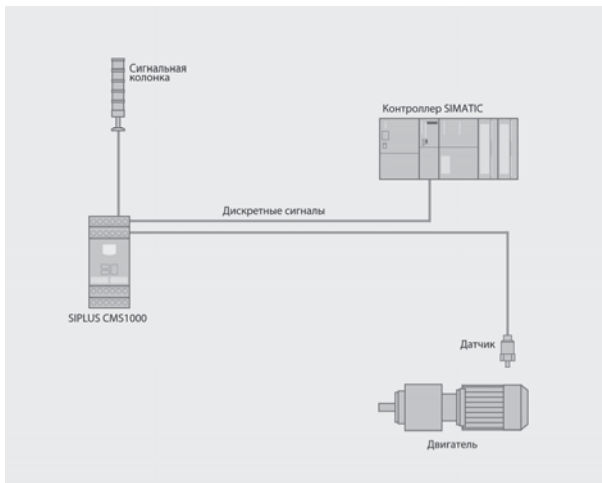 Сигнальная
колонка
Контроллер SIMATIC
Дискретные сигналы
SIPLUS CMS1000
Датчик
Двигатель